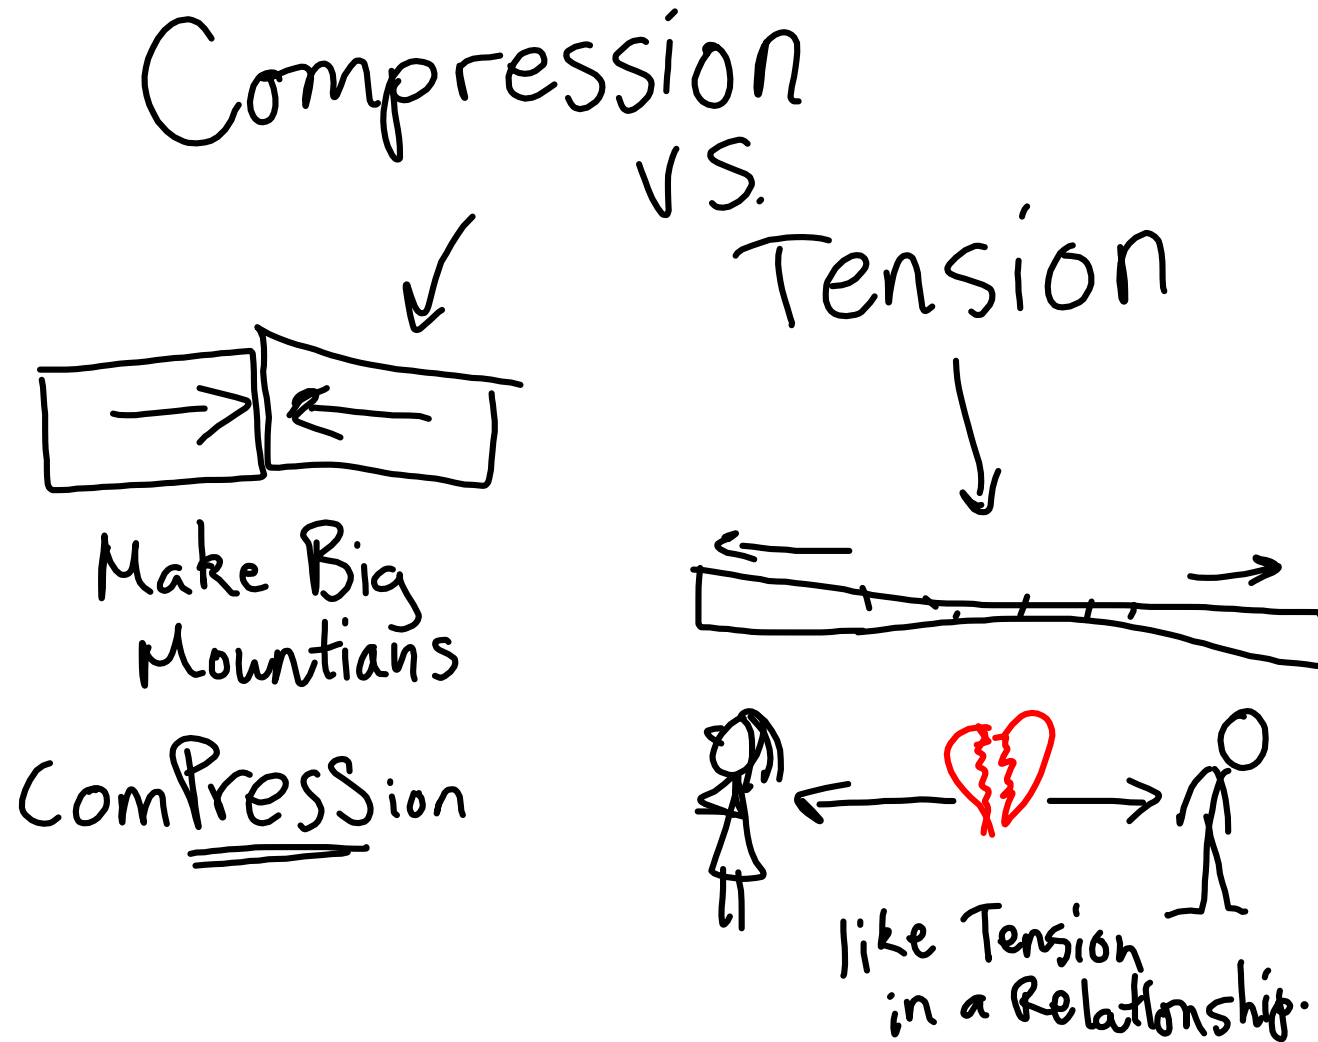 Compression
vs.
Tension
Make Big
Mountians
ComPression
like Tension
in a Relationship.